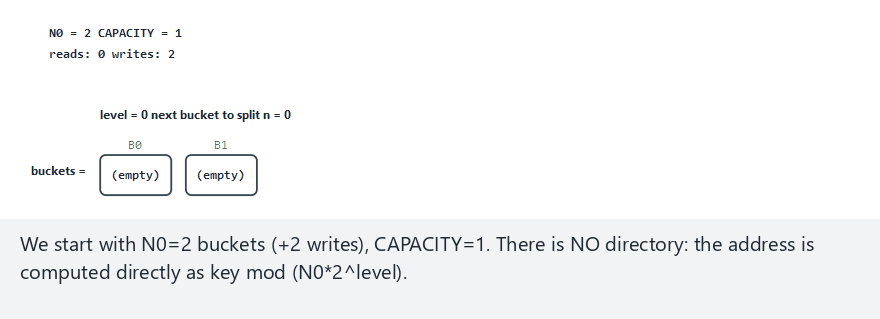 N0 = 2 CAPACITY = 1
reads: 0 writes: 2
level = 0 next bucket to split n = 0
B0 B1
buckets = (empty) (empty)
We start with N0=2 buckets (+2 writes), CAPACITY=1. There is NO directory: the address is
computed directly as key mod (N0*2^level).